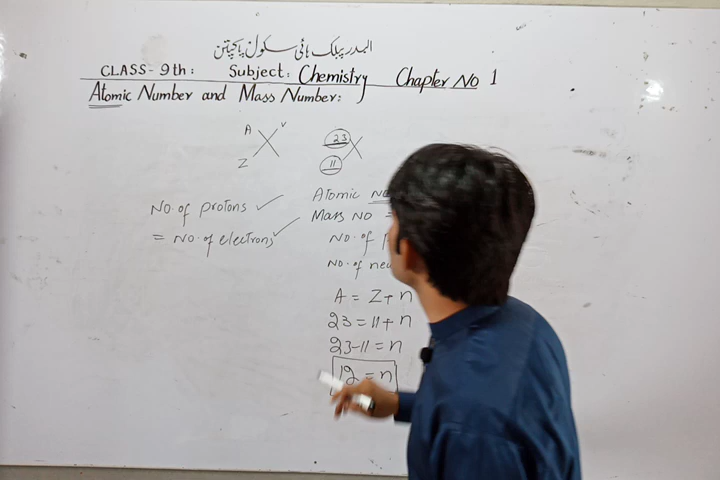 البدر پبلک ہائی سکول پاکپتن
CLASS - 9th: Subject: Chemistry Chapter No 1
Atomic Number and Mass Number:
A X
Z
23 X
11
No. of protons ✓
= No. of electrons ✓
Atomic No
Mass No =
No. of
No. of
A = Z + n
23 = 11 + n
23 - 11 = n
12 = n